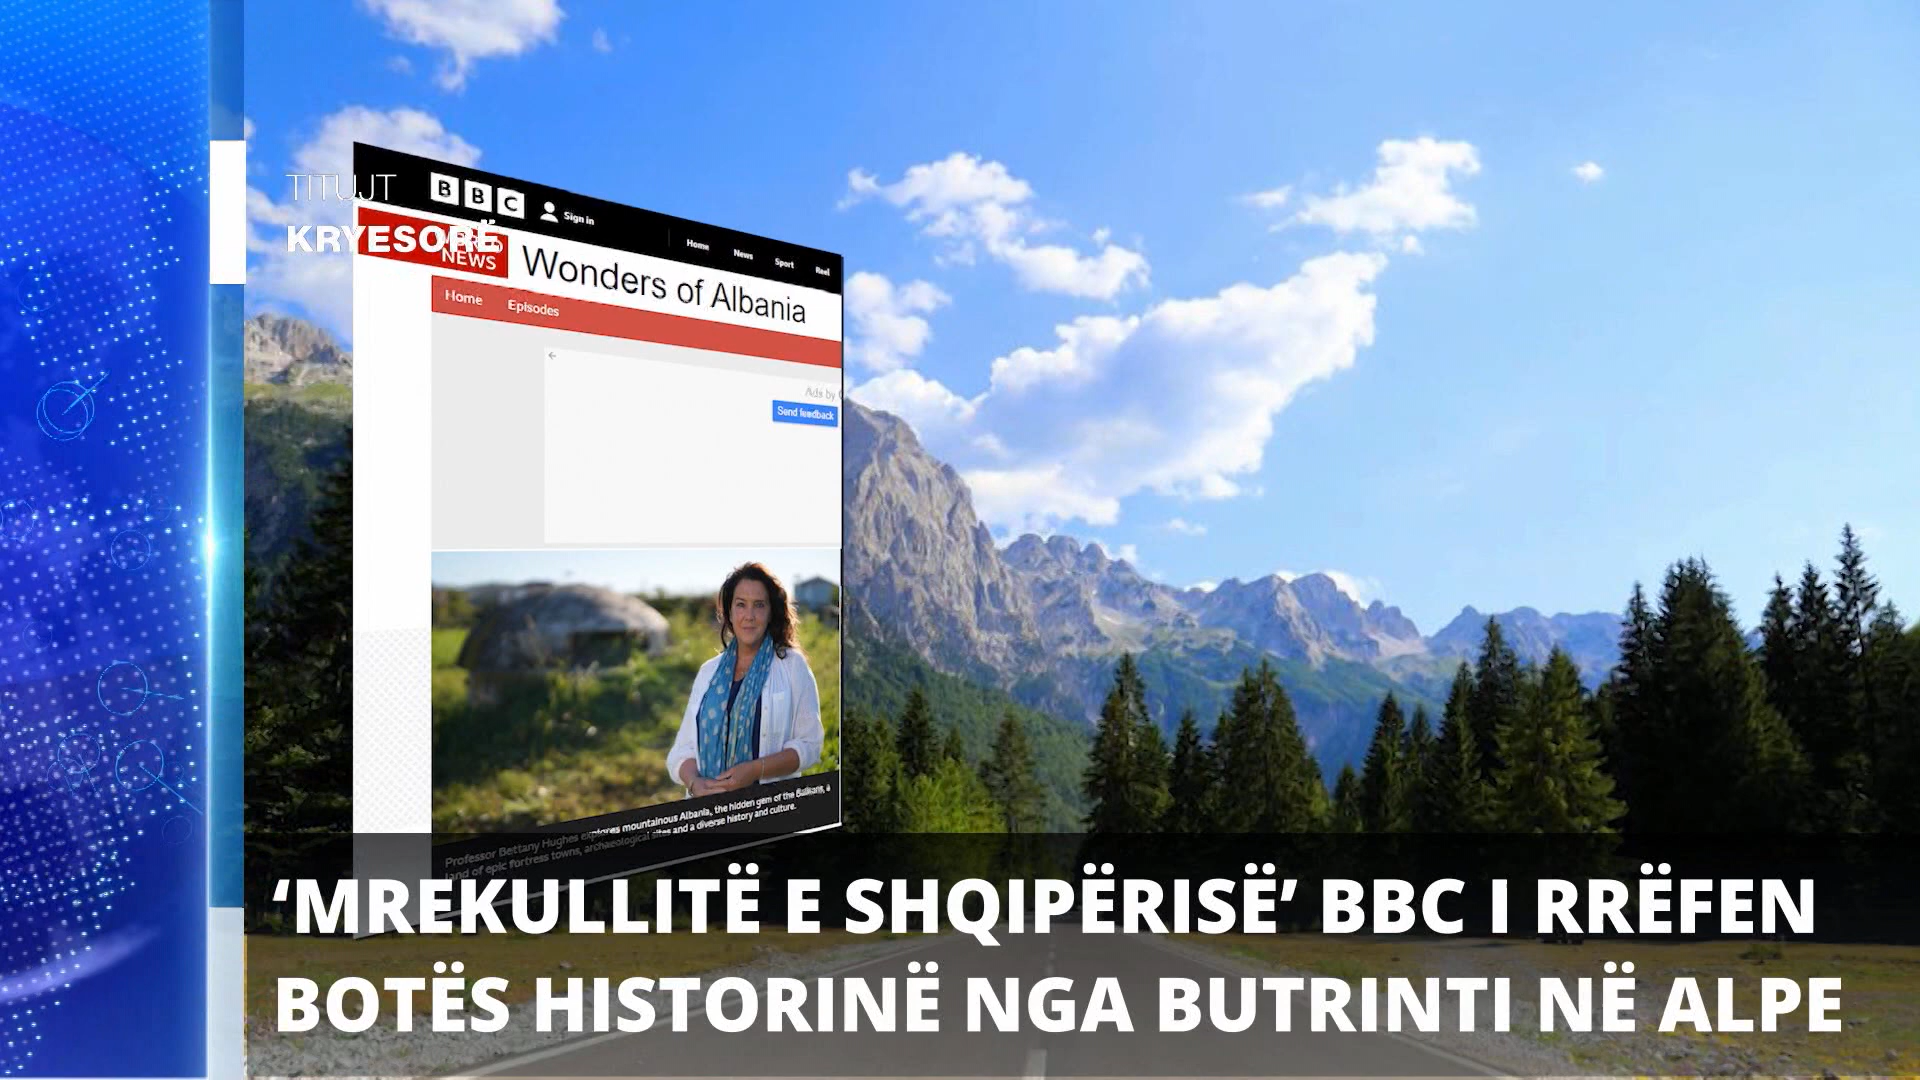 TITUJT
KRYESORË
BBC
Sign in
Home
News
Sport
Reel
NEWS
Wonders of Albania
Home
Episodes
Ads by
Send feedback
Professor Bettany Hughes explores mountainous Albania, the hidden gem of the Balkans, a
land of epic fortress towns, archaeological sites and a diverse history and culture.
‘MREKULLITË E SHQIPËRISË’ BBC I RRËFEN
BOTËS HISTORINË NGA BUTRINTI NË ALPE